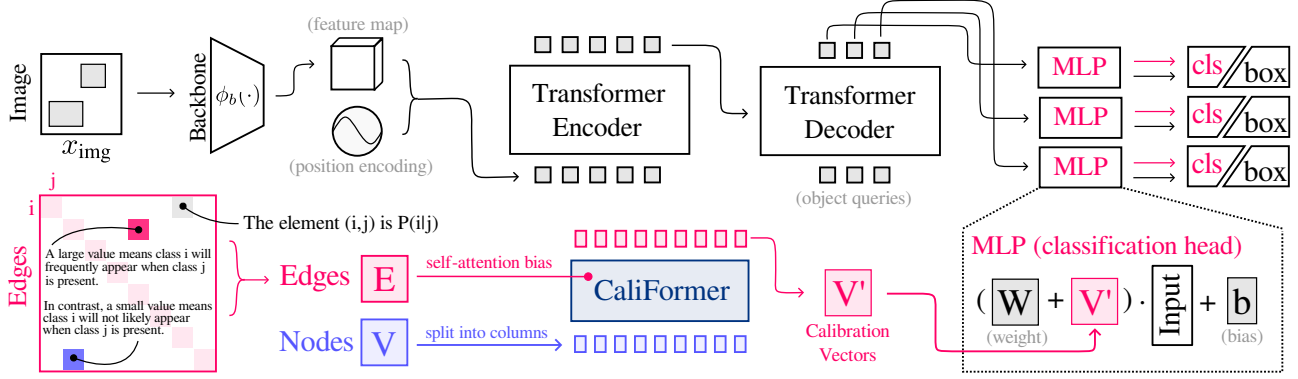 Image
x_img
Backbone
ϕ_b(·)
(feature map)
(position encoding)
Transformer
Encoder
Transformer
Decoder
(object queries)
MLP
cls
box
MLP
cls
box
MLP
cls
box
Edges
j
i
The element (i,j) is P(i|j)
A large value means class i will
frequently appear when class j
is present.
In contrast, a small value means
class i will not likely appear
when class j is present.
Edges
E
self-attention bias
Nodes
V
split into columns
CaliFormer
V'
Calibration
Vectors
MLP (classification head)
(W + V') · Input + b
(weight)
(bias)